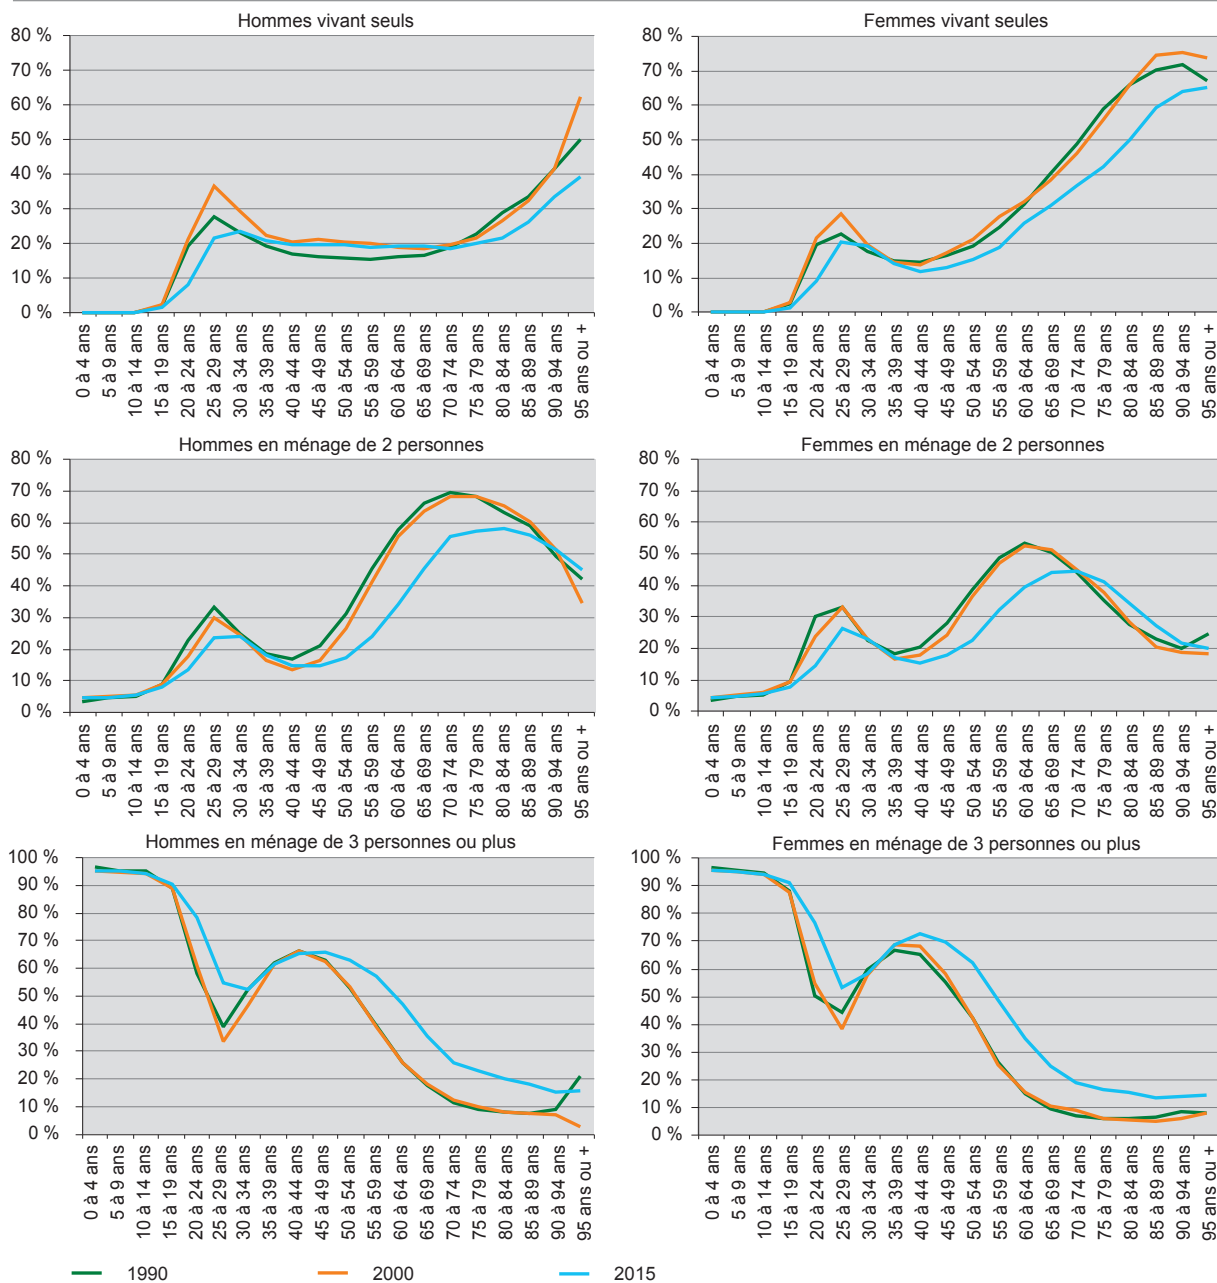 Hommes vivant seuls
80 %
70 %
60 %
50 %
40 %
30 %
20 %
10 %
0 %
0 à 4 ans
5 à 9 ans
10 à 14 ans
15 à 19 ans
20 à 24 ans
25 à 29 ans
30 à 34 ans
35 à 39 ans
40 à 44 ans
45 à 49 ans
50 à 54 ans
55 à 59 ans
60 à 64 ans
65 à 69 ans
70 à 74 ans
75 à 79 ans
80 à 84 ans
85 à 89 ans
90 à 94 ans
95 ans ou +
Femmes vivant seules
80 %
70 %
60 %
50 %
40 %
30 %
20 %
10 %
0 %
0 à 4 ans
5 à 9 ans
10 à 14 ans
15 à 19 ans
20 à 24 ans
25 à 29 ans
30 à 34 ans
35 à 39 ans
40 à 44 ans
45 à 49 ans
50 à 54 ans
55 à 59 ans
60 à 64 ans
65 à 69 ans
70 à 74 ans
75 à 79 ans
80 à 84 ans
85 à 89 ans
90 à 94 ans
95 ans ou +
Hommes en ménage de 2 personnes
80 %
70 %
60 %
50 %
40 %
30 %
20 %
10 %
0 %
0 à 4 ans
5 à 9 ans
10 à 14 ans
15 à 19 ans
20 à 24 ans
25 à 29 ans
30 à 34 ans
35 à 39 ans
40 à 44 ans
45 à 49 ans
50 à 54 ans
55 à 59 ans
60 à 64 ans
65 à 69 ans
70 à 74 ans
75 à 79 ans
80 à 84 ans
85 à 89 ans
90 à 94 ans
95 ans ou +
Femmes en ménage de 2 personnes
80 %
70 %
60 %
50 %
40 %
30 %
20 %
10 %
0 %
0 à 4 ans
5 à 9 ans
10 à 14 ans
15 à 19 ans
20 à 24 ans
25 à 29 ans
30 à 34 ans
35 à 39 ans
40 à 44 ans
45 à 49 ans
50 à 54 ans
55 à 59 ans
60 à 64 ans
65 à 69 ans
70 à 74 ans
75 à 79 ans
80 à 84 ans
85 à 89 ans
90 à 94 ans
95 ans ou +
Hommes en ménage de 3 personnes ou plus
100 %
90 %
80 %
70 %
60 %
50 %
40 %
30 %
20 %
10 %
0 %
0 à 4 ans
5 à 9 ans
10 à 14 ans
15 à 19 ans
20 à 24 ans
25 à 29 ans
30 à 34 ans
35 à 39 ans
40 à 44 ans
45 à 49 ans
50 à 54 ans
55 à 59 ans
60 à 64 ans
65 à 69 ans
70 à 74 ans
75 à 79 ans
80 à 84 ans
85 à 89 ans
90 à 94 ans
95 ans ou +
Femmes en ménage de 3 personnes ou plus
100 %
90 %
80 %
70 %
60 %
50 %
40 %
30 %
20 %
10 %
0 %
0 à 4 ans
5 à 9 ans
10 à 14 ans
15 à 19 ans
20 à 24 ans
25 à 29 ans
30 à 34 ans
35 à 39 ans
40 à 44 ans
45 à 49 ans
50 à 54 ans
55 à 59 ans
60 à 64 ans
65 à 69 ans
70 à 74 ans
75 à 79 ans
80 à 84 ans
85 à 89 ans
90 à 94 ans
95 ans ou +
1990
2000
2015